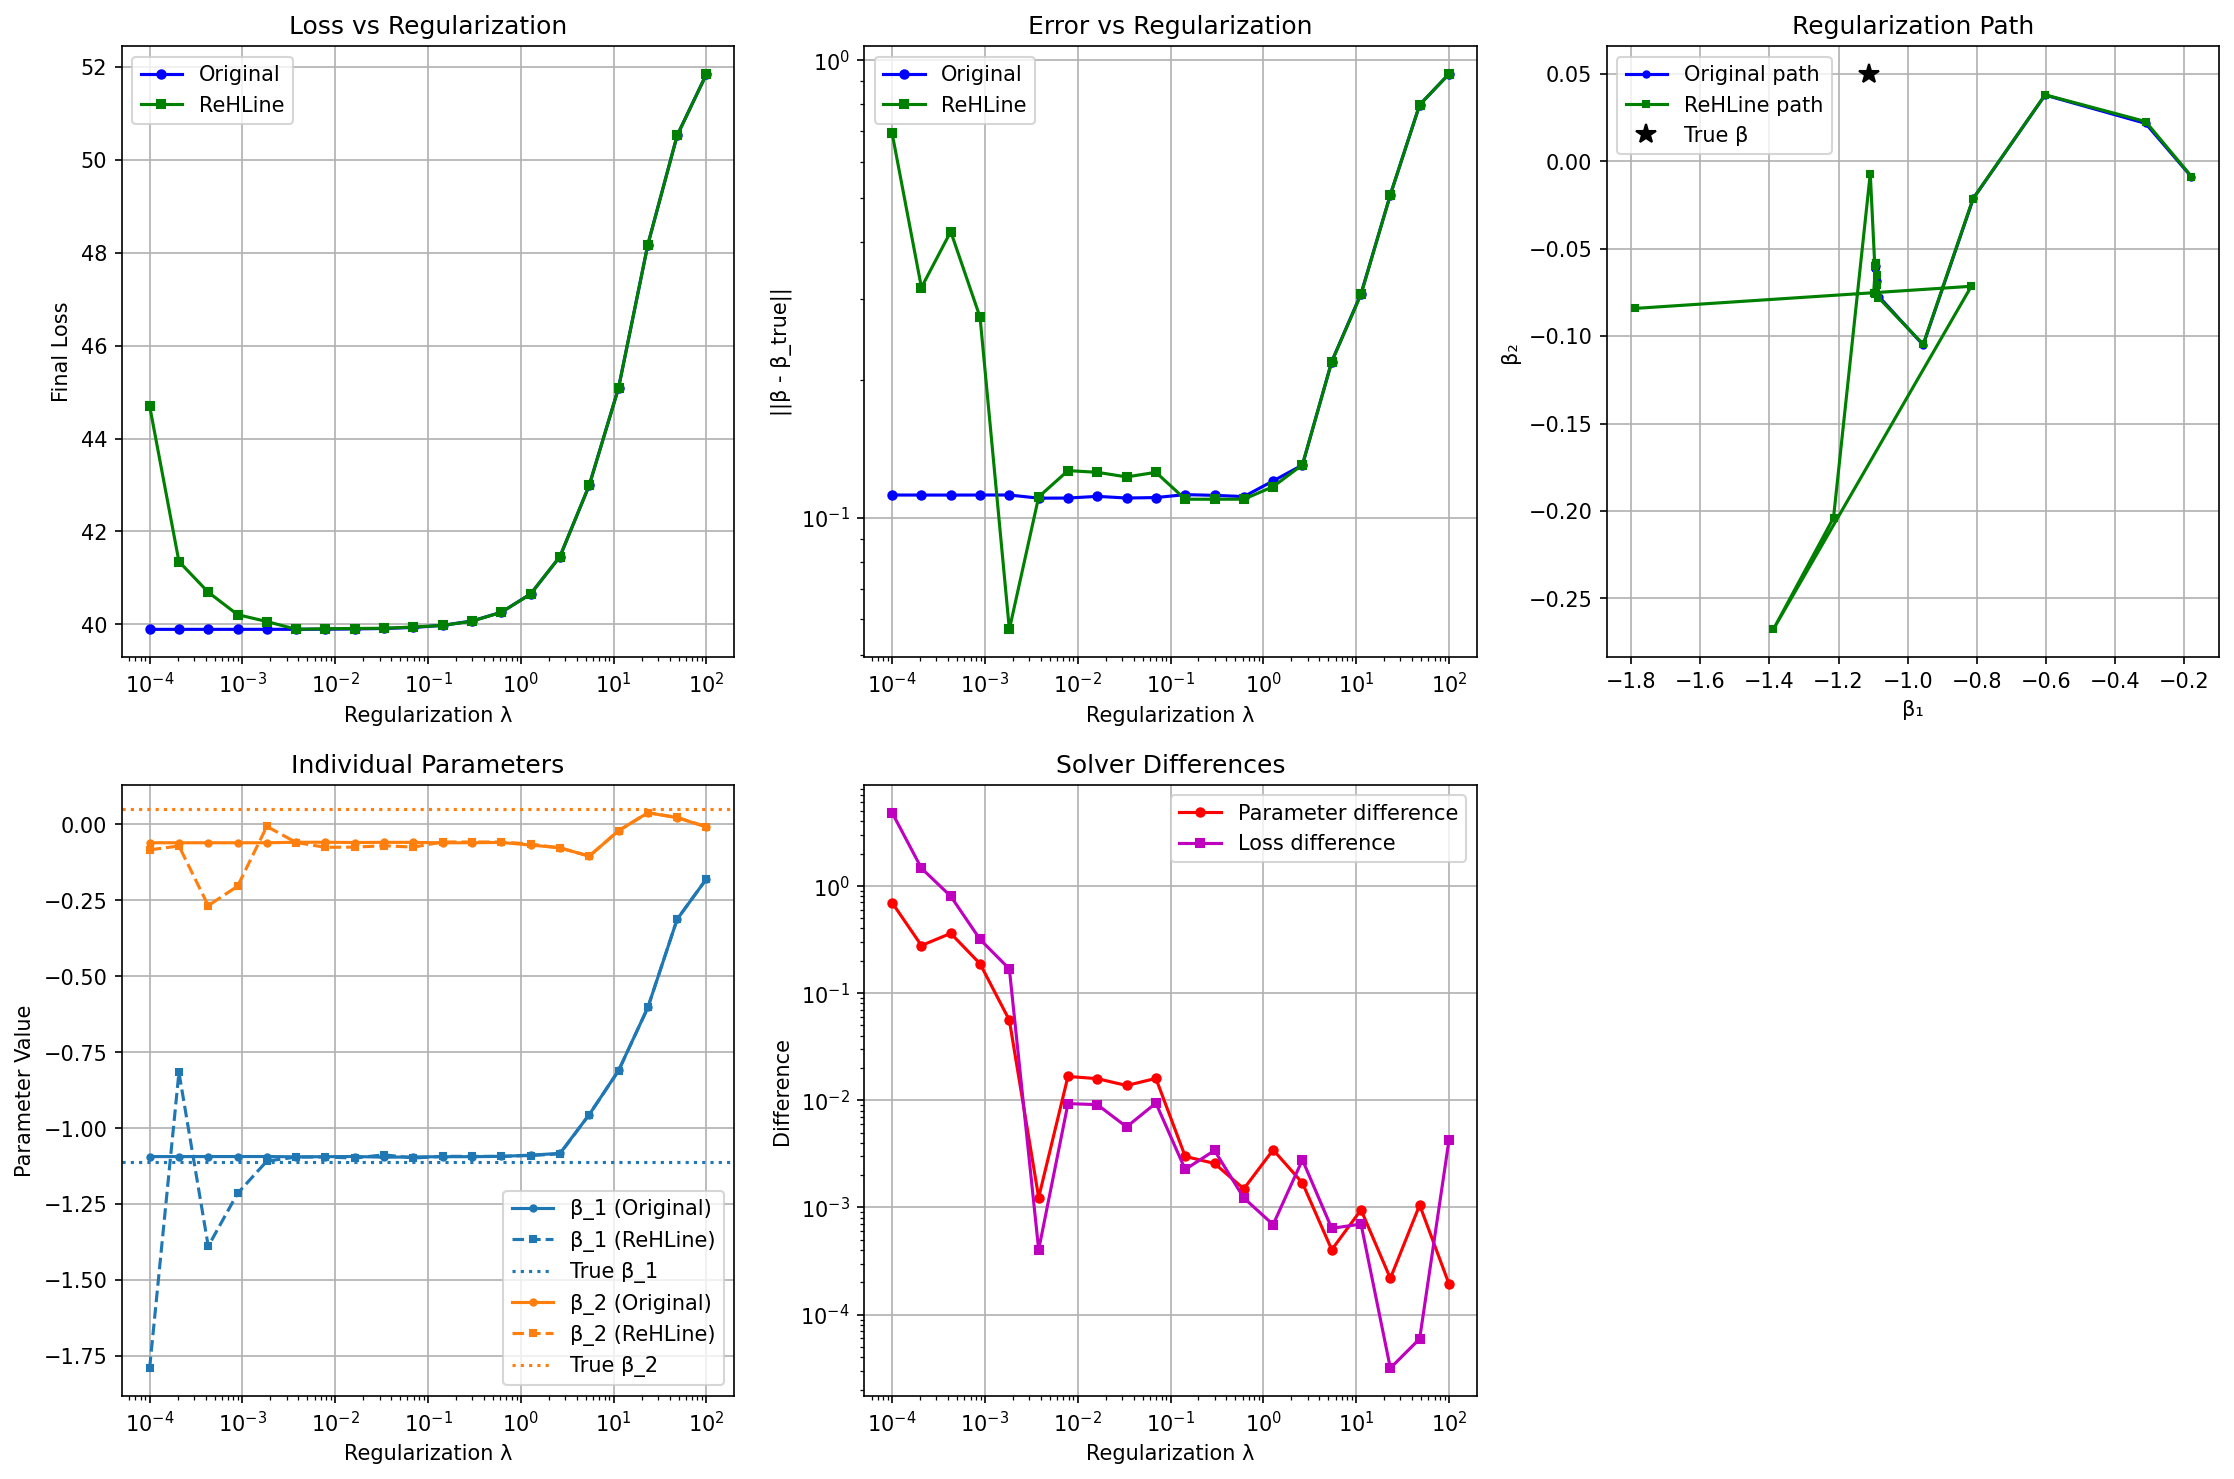 Loss vs Regularization
Original
ReHLine
52
50
48
46
44
42
40
Final Loss
10⁻⁴ 10⁻³ 10⁻² 10⁻¹ 10⁰ 10¹ 10²
Regularization λ
Error vs Regularization
Original
ReHLine
10⁰
10⁻¹
||β - β_true||
10⁻⁴ 10⁻³ 10⁻² 10⁻¹ 10⁰ 10¹ 10²
Regularization λ
Regularization Path
Original path
ReHLine path
True β
0.05
0.00
−0.05
−0.10
−0.15
−0.20
−0.25
β₂
−1.8 −1.6 −1.4 −1.2 −1.0 −0.8 −0.6 −0.4 −0.2
β₁
Individual Parameters
0.00
−0.25
−0.50
−0.75
−1.00
−1.25
−1.50
−1.75
Parameter Value
β_1 (Original)
β_1 (ReHLine)
True β_1
β_2 (Original)
β_2 (ReHLine)
True β_2
10⁻⁴ 10⁻³ 10⁻² 10⁻¹ 10⁰ 10¹ 10²
Regularization λ
Solver Differences
Parameter difference
Loss difference
10⁰
10⁻¹
10⁻²
10⁻³
10⁻⁴
Difference
10⁻⁴ 10⁻³ 10⁻² 10⁻¹ 10⁰ 10¹ 10²
Regularization λ